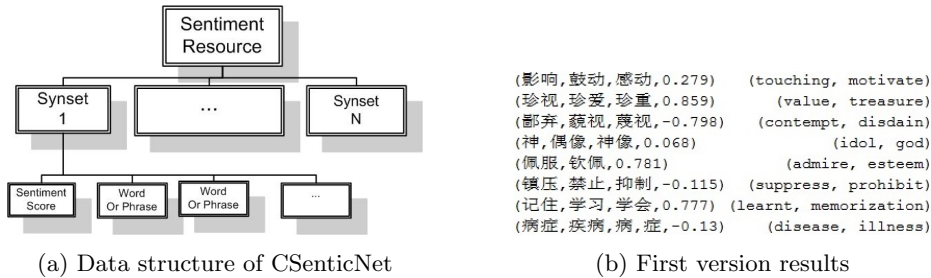 Sentiment
Resource
Synset
1
...
Synset
N
Sentiment
Score
Word
Or Phrase
Word
Or Phrase
...
(a) Data structure of CSenticNet
(影响,鼓动,感动,0.279) (touching, motivate)
(珍视,珍爱,珍重,0.859) (value, treasure)
(鄙弃,藐视,蔑视,-0.798) (contempt, disdain)
(神,偶像,神像,0.068) (idol, god)
(佩服,钦佩,0.781) (admire, esteem)
(镇压,禁止,抑制,-0.115) (suppress, prohibit)
(记住,学习,学会,0.777) (learnt, memorization)
(病症,疾病,病,症,-0.13) (disease, illness)
(b) First version results